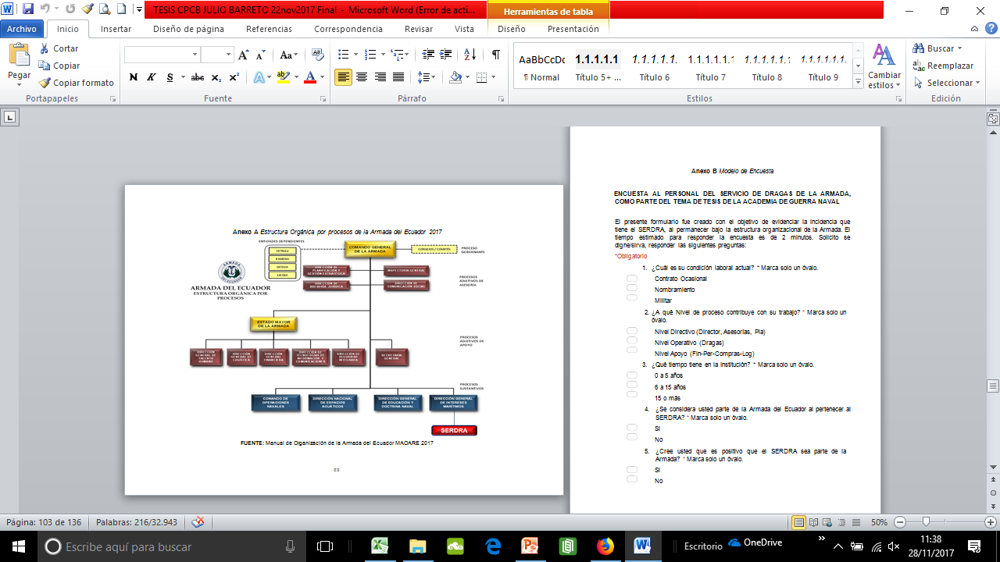 TESIS CPCB JULIO BARRETO 22nov2017 Final - Microsoft Word (Error de acti...
Herramientas de tabla
Archivo Inicio Insertar Diseño de página Referencias Correspondencia Revisar Vista Diseño Presentación
Pegar
Cortar
Copiar
Copiar formato
Portapapeles
N K S abc x₂ x² Aa A A
Fuente
Párrafo
AaBbCcDc 1.1.1.1.1 1.1.1.1.1. 1.1.1.1.1.1 1.1.1.1.1. 1.1.1.1.1.
¶ Normal Título 5+ ... Título 6 Título 7 Título 8 Título 9
Estilos
Cambiar estilos
Buscar
Reemplazar
Seleccionar
Edición
Anexo A Estructura Orgánica por procesos de la Armada del Ecuador 2017
ENTIDADES DEPENDIENTES
CETNAV
ESMENA
LICGUA
LICQUI
COMANDO GENERAL
DE LA ARMADA
CONSEJOS / COMITÉS
PROCESO
GOBERNANTE
DIRECCIÓN DE
PLANIFICACIÓN Y
GESTIÓN ESTRATÉGICA
INSPECTORÍA GENERAL
DIRECCIÓN DE
ASESORÍA JURÍDICA
DIRECCIÓN DE
COMUNICACIÓN SOCIAL
PROCESOS
ADJETIVOS DE
ASESORÍA
ARMADA DEL ECUADOR
ESTRUCTURA ORGÁNICA POR
PROCESOS
ESTADO MAYOR
DE LA ARMADA
PROCESOS
ADJETIVOS DE
APOYO
DIRECCIÓN
GENERAL DE
TALENTO
HUMANO
DIRECCIÓN
GENERAL DE
LOGÍSTICA
DIRECCIÓN
GENERAL
FINANCIERA
DIRECCIÓN DE
TECNOLOGÍAS DE
INFORMACIÓN Y
COMUNICACIONES
DIRECCIÓN DE
SEGURIDAD
INTEGRADA
SECRETARÍA
GENERAL
PROCESOS
SUSTANTIVOS
COMANDO DE
OPERACIONES
NAVALES
DIRECCIÓN NACIONAL
DE ESPACIOS
ACUÁTICOS
DIRECCIÓN GENERAL
DE EDUCACIÓN Y
DOCTRINA NAVAL
DIRECCIÓN GENERAL
DE INTERESES
MARÍTIMOS
SERDRA
FUENTE: Manual de Organización de la Armada del Ecuador MAOARE 2017
89
Anexo B Modelo de Encuesta
ENCUESTA AL PERSONAL DEL SERVICIO DE DRAGAS DE LA ARMADA,
COMO PARTE DEL TEMA DE TESIS DE LA ACADEMIA DE GUERRA NAVAL
El presente formulario fue creado con el objetivo de evidenciar la incidencia que
tiene el SERDRA, al permanecer bajo la estructura organizacional de la Armada. El
tiempo estimado para responder la encuesta es de 2 minutos. Solicito se
digne/sirva, responder las siguientes preguntas:
*Obligatorio
1. ¿Cuál es su condición laboral actual? * Marca solo un óvalo.
Contrato Ocasional
Nombramiento
Militar
2. ¿A qué Nivel de proceso contribuye con su trabajo? * Marca solo un
óvalo.
Nivel Directivo (Director, Asesorías, Pla)
Nivel Operativo (Dragas)
Nivel Apoyo (Fin-Per-Compras-Log)
3. ¿Qué tiempo tiene en la Institución? * Marca solo un óvalo.
0 a 5 años
6 a 15 años
15 o más
4. ¿Se considera usted parte de la Armada del Ecuador al pertenecer al
SERDRA? * Marca solo un óvalo.
Si
No
5. ¿Cree usted que es positivo que el SERDRA sea parte de la
Armada? * Marca solo un óvalo.
Si
No
Página: 103 de 136 Palabras: 216/32.943 50%
Escribe aquí para buscar Escritorio OneDrive 11:38
28/11/2017